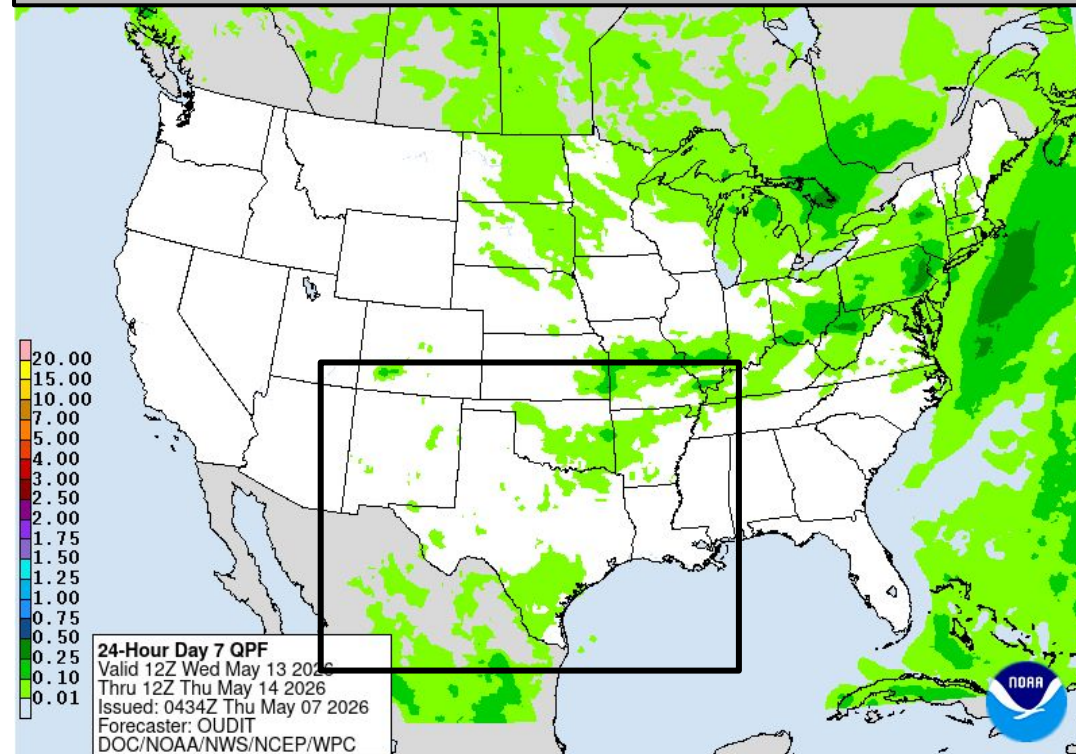 20.00
15.00
10.00
7.00
5.00
4.00
3.00
2.50
2.00
1.75
1.50
1.25
1.00
0.75
0.50
0.25
0.10
0.01
24-Hour Day 7 QPF
Valid 12Z Wed May 13 2026
Thru 12Z Thu May 14 2026
Issued: 0434Z Thu May 07 2026
Forecaster: OUDIT
DOC/NOAA/NWS/NCEP/WPC
NOAA